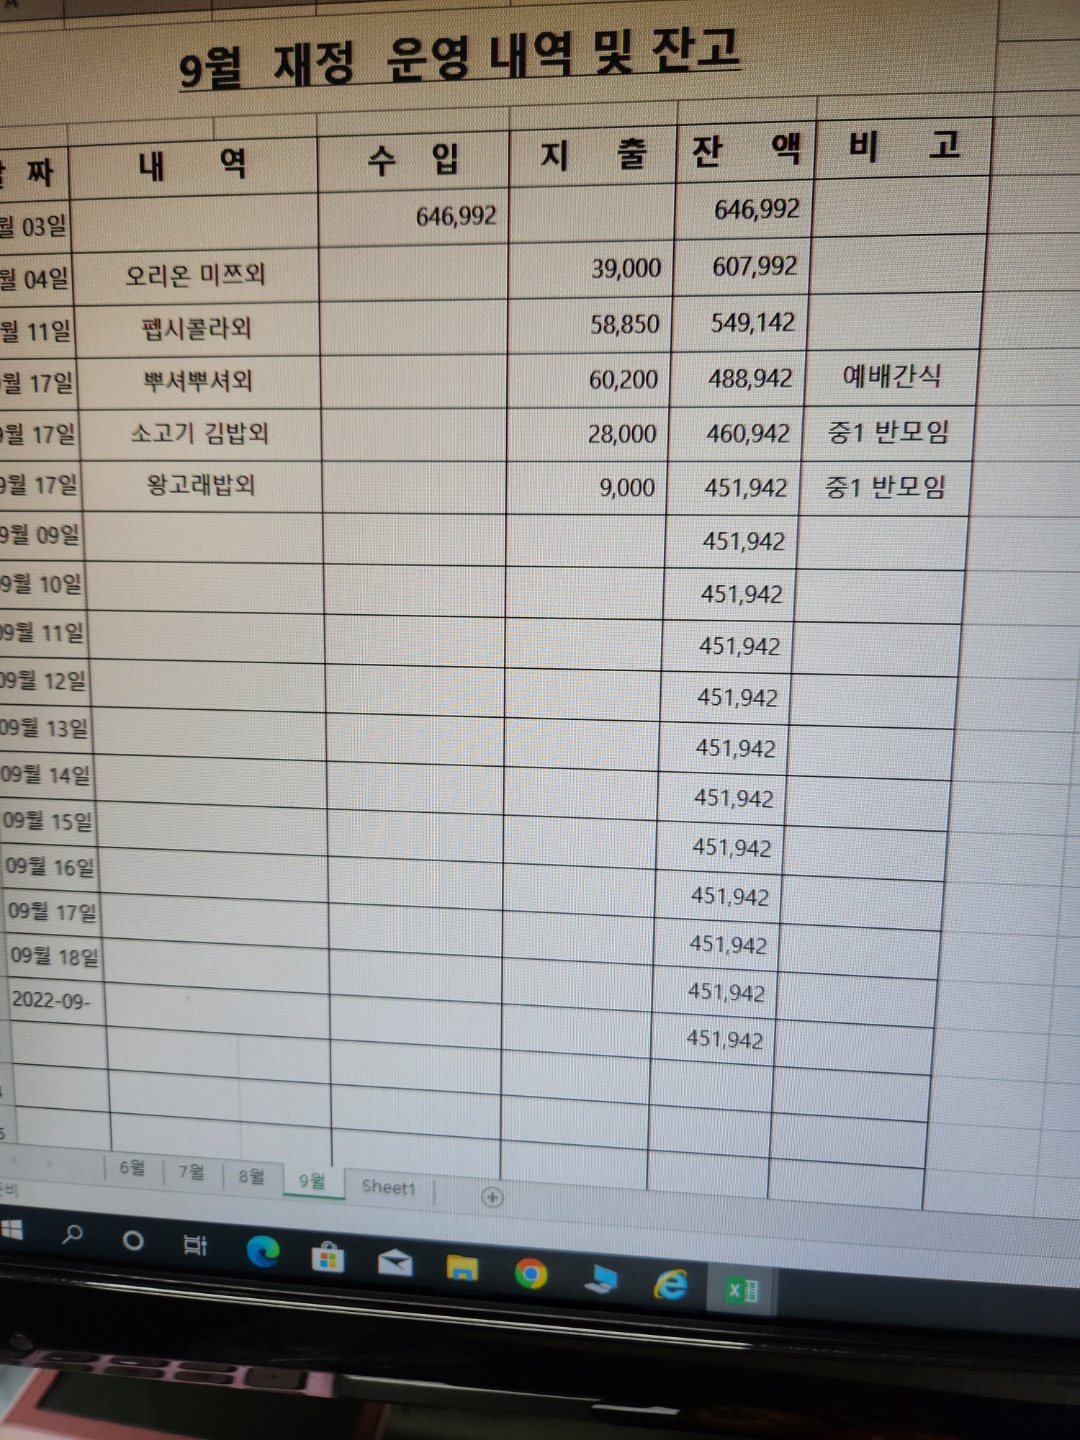 9월 재정 운영 내역 및 잔고
짜 내 역 수 입 지 출 잔 액 비 고
월 03일 646,992 646,992
월 04일 오리온 미쯔외 39,000 607,992
월 11일 펩시콜라외 58,850 549,142
월 17일 뿌셔뿌셔외 60,200 488,942 예배간식
9월 17일 소고기 김밥외 28,000 460,942 중1 반모임
9월 17일 왕고래밥외 9,000 451,942 중1 반모임
9월 09일 451,942
09월 10일 451,942
09월 11일 451,942
09월 12일 451,942
09월 13일 451,942
09월 14일 451,942
09월 15일 451,942
09월 16일 451,942
09월 17일 451,942
09월 18일 451,942
2022-09- 451,942
6월 7월 8월 9월 Sheet1